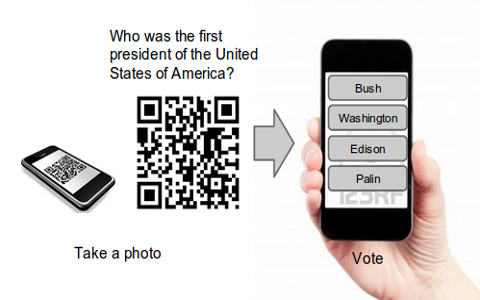 Who was the first
president of the United
States of America?
Bush
Washington
Edison
Palin
123RF
Take a photo
Vote